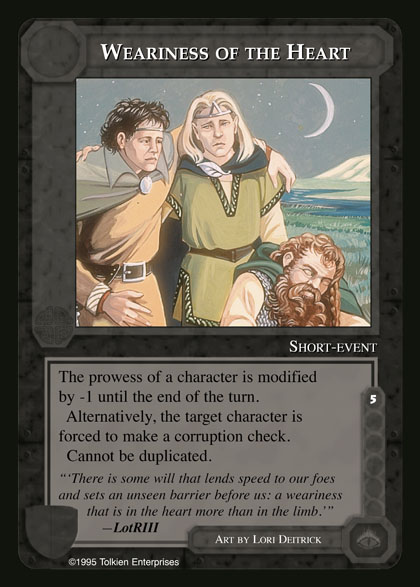 WEARINESS OF THE HEART
SHORT-EVENT
The prowess of a character is modified
by -1 until the end of the turn.
Alternatively, the target character is
forced to make a corruption check.
Cannot be duplicated.
5
“‘There is some will that lends speed to our foes
and sets an unseen barrier before us: a weariness
that is in the heart more than in the limb.’”
—LotRIII
ART BY LORI DEITRICK
©1995 Tolkien Enterprises